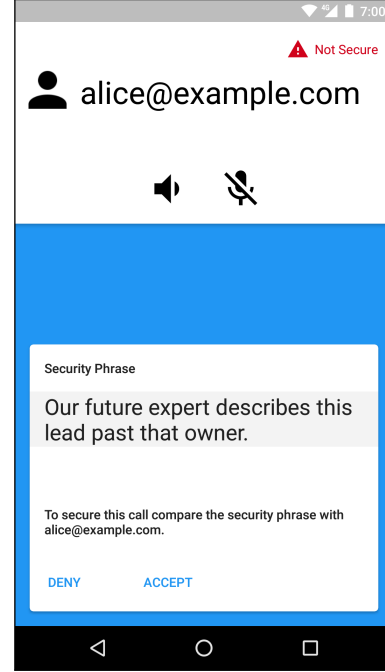 4G 7:00
Not Secure
alice@example.com
Security Phrase
Our future expert describes this
lead past that owner.
To secure this call compare the security phrase with
alice@example.com.
DENY ACCEPT